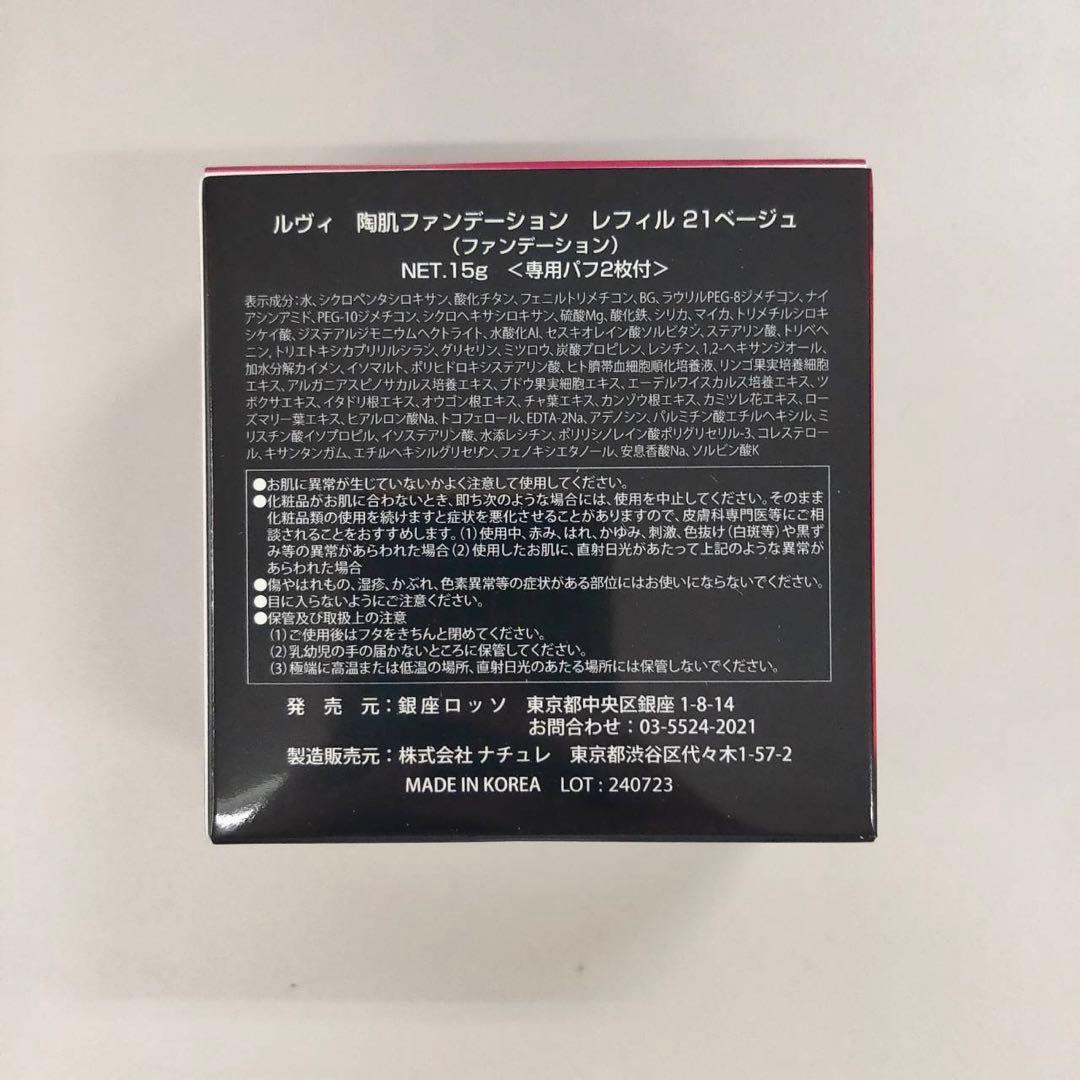 ルヴィ　陶肌ファンデーション　レフィル 21ベージュ
（ファンデーション）
NET.15g　＜専用パフ2枚付＞
表示成分：水、シクロペンタシロキサン、酸化チタン、フェニルトリメチコン、BG、ラウリルPEG-8ジメチコン、ナイ
アシンアミド、PEG-10ジメチコン、シクロヘキサシロキサン、硫酸Mg、酸化鉄、シリカ、マイカ、トリメチルシロキ
シケイ酸、ジステアルジモニウムヘクトライト、水酸化Al、セスキオレイン酸ソルビタン、ステアリン酸、トリベヘ
ニン、トリエトキシカプリリルシラン、グリセリン、ミツロウ、炭酸プロピレン、レシチン、1,2-ヘキサンジオール、
加水分解カイメン、イソマルト、ポリヒドロキシステアリン酸、ヒト臍帯血細胞順化培養液、リンゴ果実培養細胞
エキス、アルガニアスピノサカルス培養エキス、ブドウ果実細胞エキス、エーデルワイスカルス培養エキス、ツ
ボクサエキス、イタドリ根エキス、オウゴン根エキス、チャ葉エキス、カンゾウ根エキス、カミツレ花エキス、ロー
ズマリー葉エキス、ヒアルロン酸Na、トコフェロール、EDTA-2Na、アデノシン、パルミチン酸エチルヘキシル、ミ
リスチン酸イソプロピル、イソステアリン酸、水添レシチン、ポリリシノレイン酸ポリグリセリル-3、コレステロー
ル、キサンタンガム、エチルヘキシルグリセリン、フェノキシエタノール、安息香酸Na、ソルビン酸K
●お肌に異常が生じていないかよく注意して使用してください。
●化粧品がお肌に合わないとき、即ち次のような場合には、使用を中止してください。そのまま
化粧品類の使用を続けますと症状を悪化させることがありますので、皮膚科専門医等にご相
談されることをおすすめします。（1）使用中、赤み、はれ、かゆみ、刺激、色抜け（白斑等）や黒ず
み等の異常があらわれた場合（2）使用したお肌に、直射日光があたって上記のような異常が
あらわれた場合
●傷やはれもの、湿疹、かぶれ、色素異常等の症状がある部位にはお使いにならないでください。
●目に入らないようにご注意ください。
●保管及び取扱上の注意
（1）ご使用後はフタをきちんと閉めてください。
（2）乳幼児の手の届かないところに保管してください。
（3）極端に高温または低温の場所、直射日光のあたる場所には保管しないでください。
発　売　元：銀座ロッソ　東京都中央区銀座1-8-14
お問合わせ：03-5524-2021
製造販売元：株式会社ナチュレ　東京都渋谷区代々木1-57-2
MADE IN KOREA　LOT : 240723